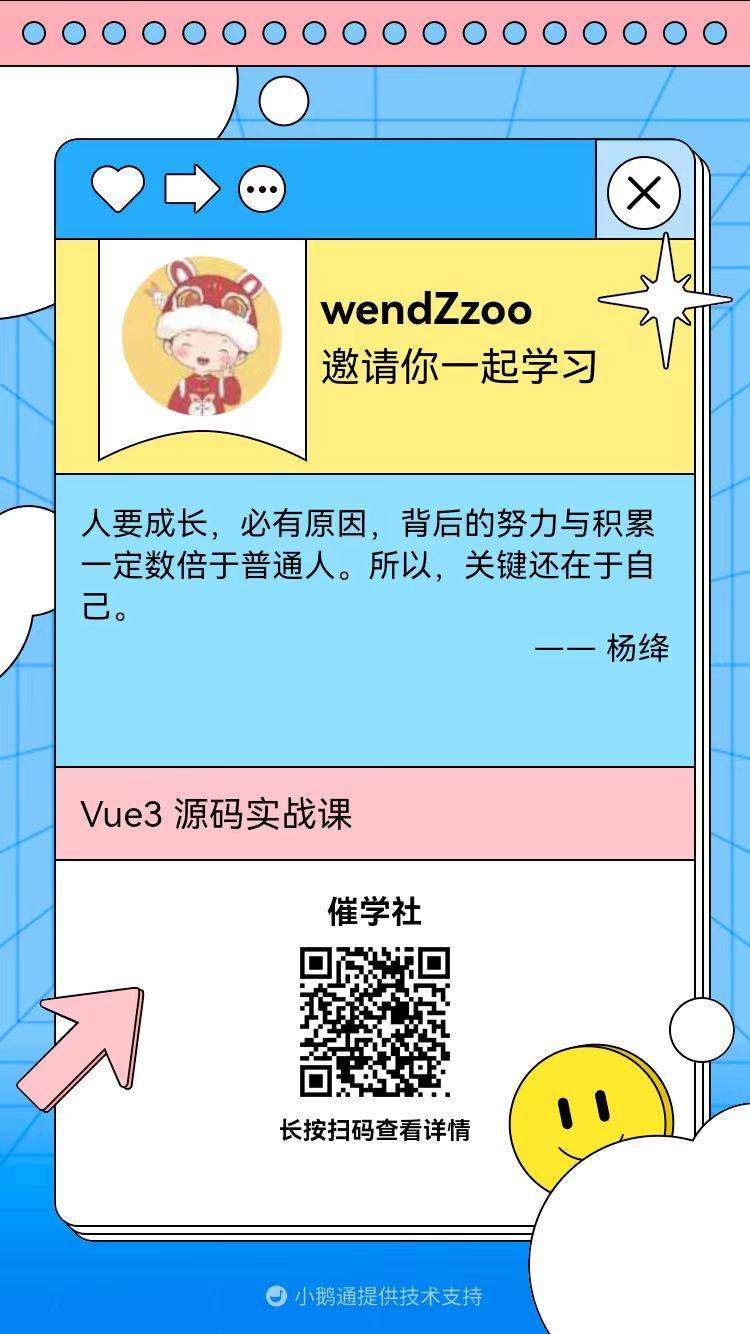 wendZzoo
邀请你一起学习
人要成长，必有原因，背后的努力与积累
一定数倍于普通人。所以，关键还在于自
己。
—— 杨绛
Vue3 源码实战课
催学社
长按扫码查看详情
小鹅通提供技术支持